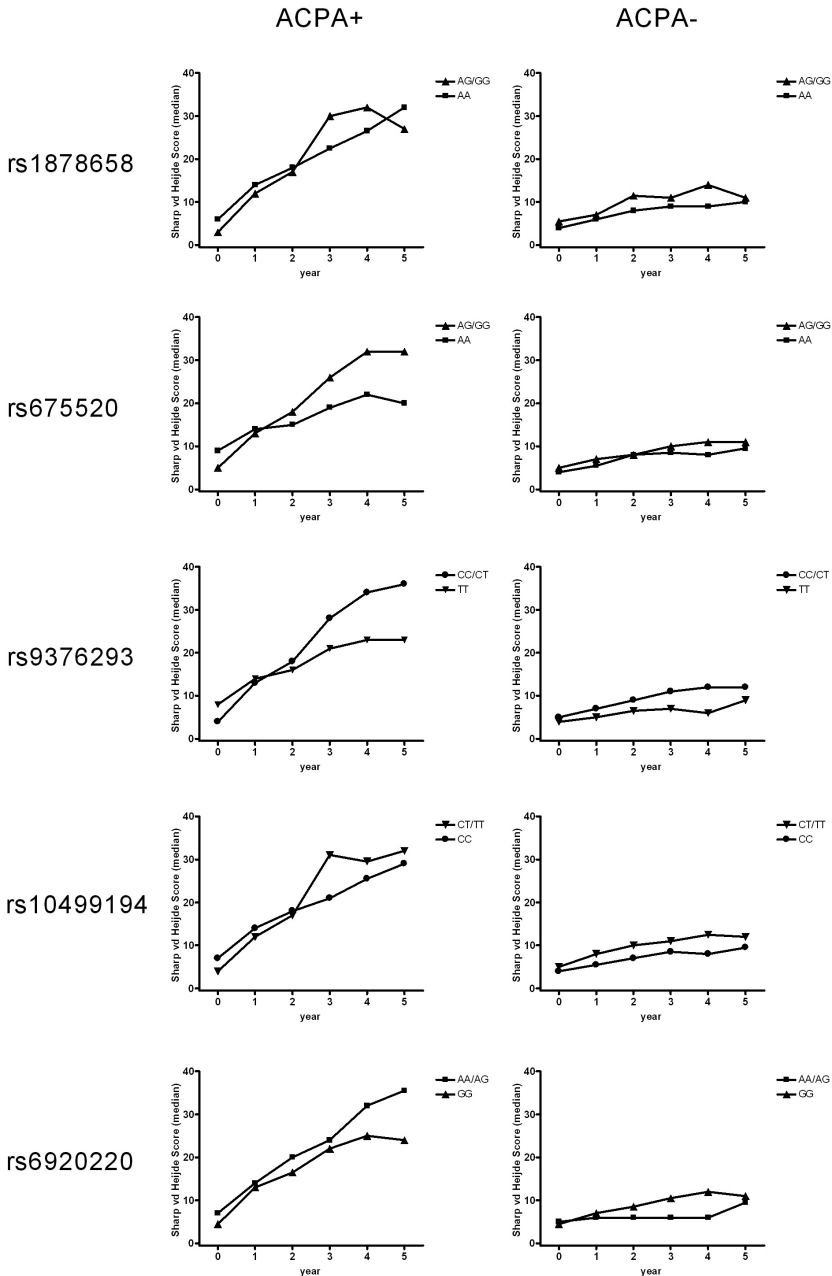 ACPA+ ACPA-
rs1878658
Sharp vd Heijde Score (median)
40
30
20
10
0
0 1 2 3 4 5
year
AG/GG
AA
Sharp vd Heijde Score (median)
40
30
20
10
0
0 1 2 3 4 5
year
AG/GG
AA
rs675520
Sharp vd Heijde Score (median)
40
30
20
10
0
0 1 2 3 4 5
year
AG/GG
AA
Sharp vd Heijde Score (median)
40
30
20
10
0
0 1 2 3 4 5
year
AG/GG
AA
rs9376293
Sharp vd Heijde Score (median)
40
30
20
10
0
0 1 2 3 4 5
year
CC/CT
TT
Sharp vd Heijde Score (median)
40
30
20
10
0
0 1 2 3 4 5
year
CC/CT
TT
rs10499194
Sharp vd Heijde Score (median)
40
30
20
10
0
0 1 2 3 4 5
year
CT/TT
CC
Sharp vd Heijde Score (median)
40
30
20
10
0
0 1 2 3 4 5
year
CT/TT
CC
rs6920220
Sharp vd Heijde Score (median)
40
30
20
10
0
0 1 2 3 4 5
year
AA/AG
GG
Sharp vd Heijde Score (median)
40
30
20
10
0
0 1 2 3 4 5
year
AA/AG
GG